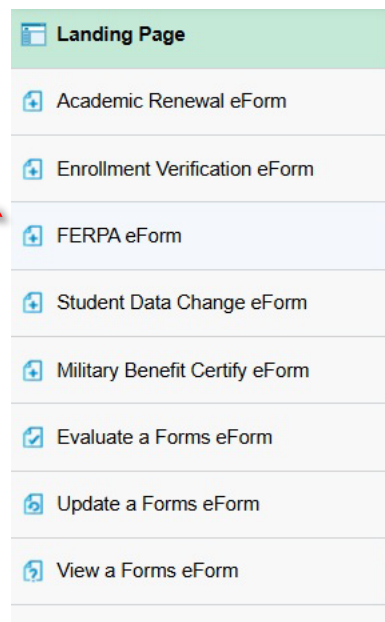 Landing Page
Academic Renewal eForm
Enrollment Verification eForm
FERPA eForm
Student Data Change eForm
Military Benefit Certify eForm
Evaluate a Forms eForm
Update a Forms eForm
View a Forms eForm